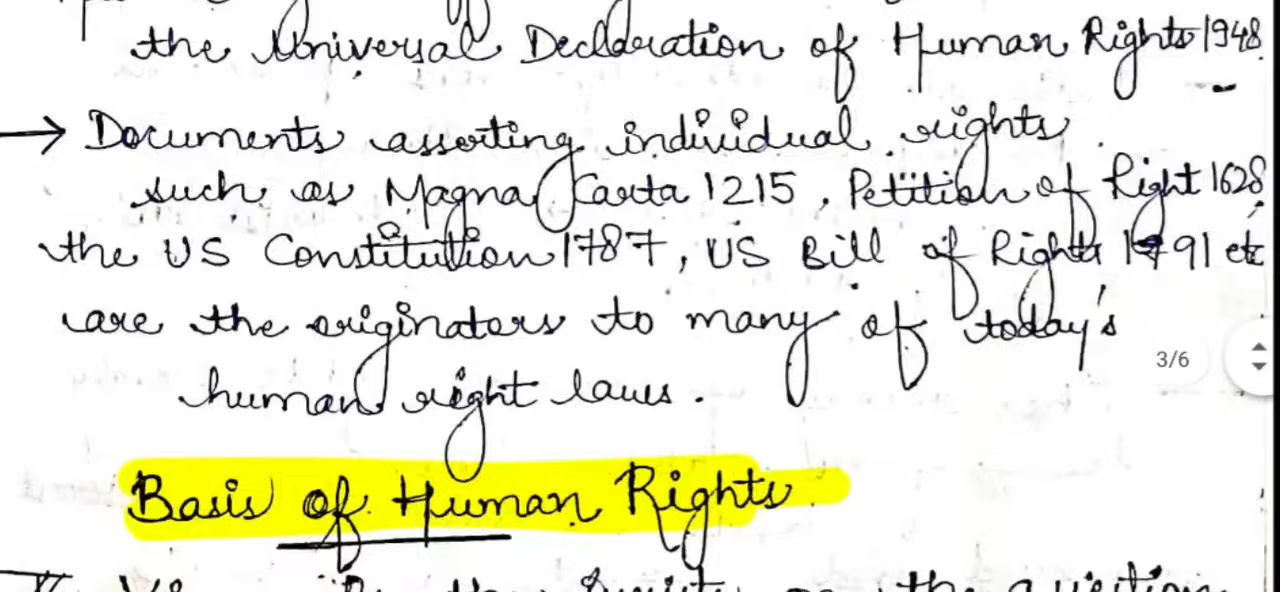 the Universal Declaration of Human Rights 1948.
→ Documents asserting individual rights
such as Magna Carta 1215, Petition of Right 1628,
the US Constitution 1787, US Bill of Rights 1791 etc
are the originators to many of today's
human right laws.
3/6
Basis of Human Rights
the question